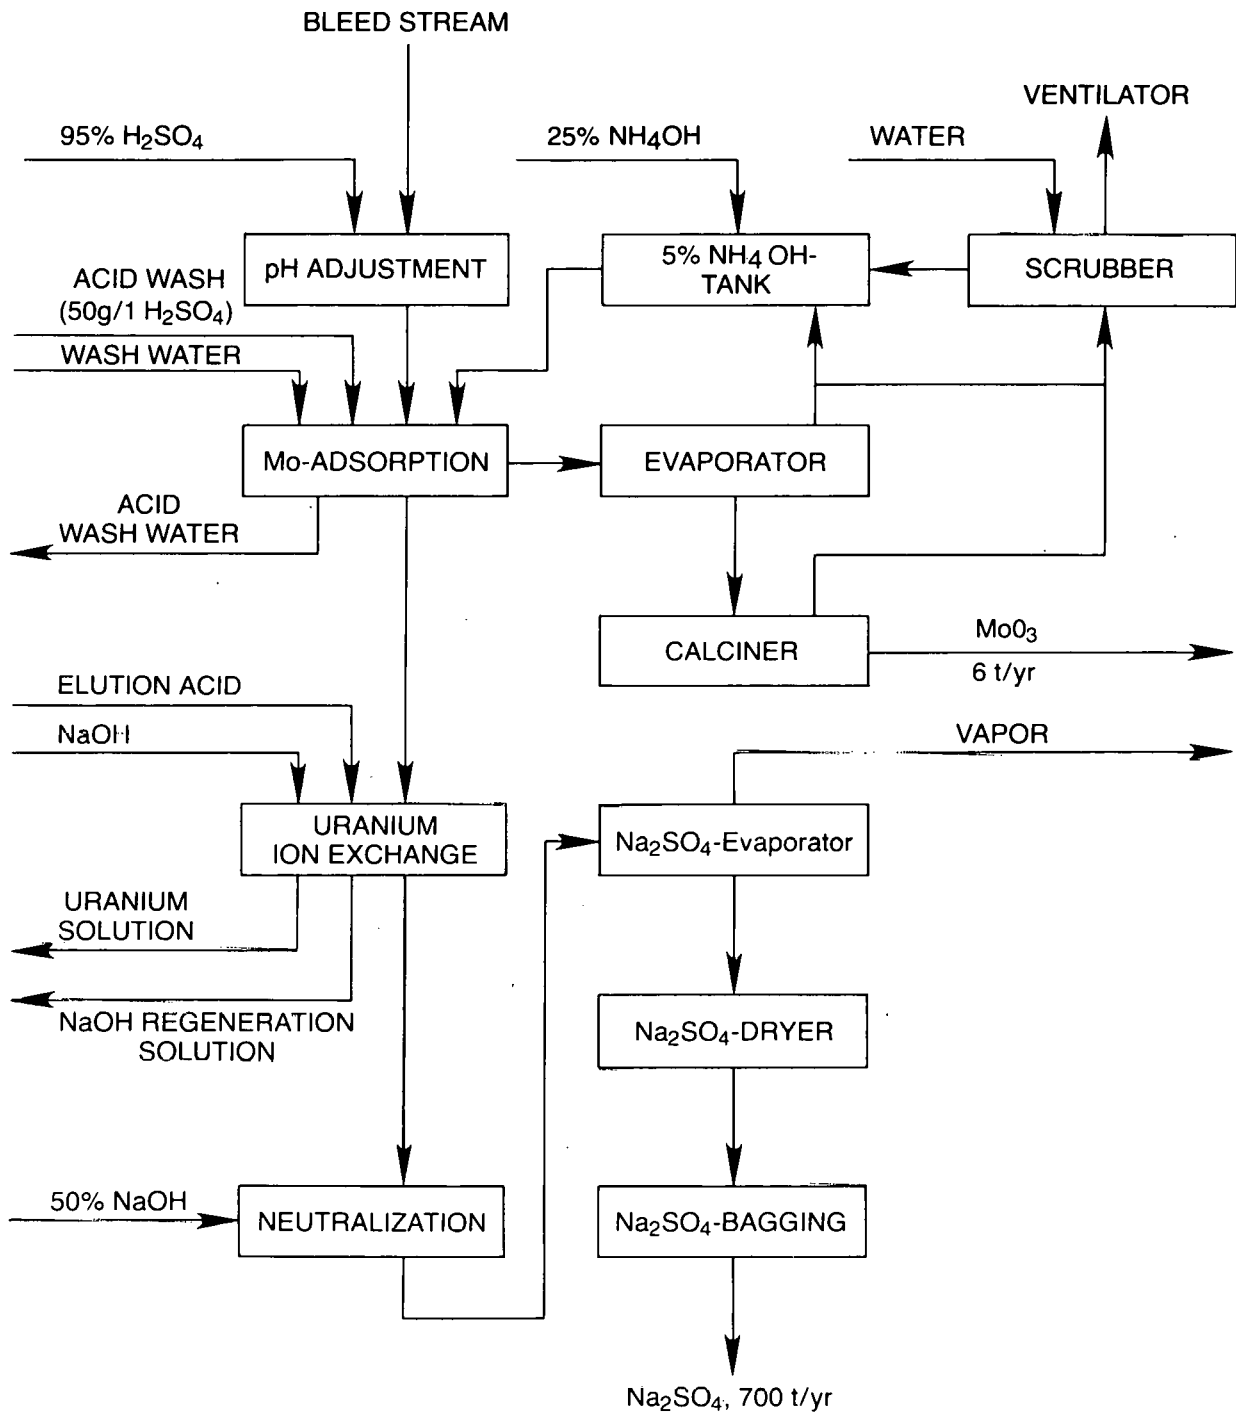 BLEED STREAM
VENTILATOR
95% H₂SO₄
25% NH₄OH
WATER
pH ADJUSTMENT
5% NH₄ OH-
TANK
SCRUBBER
ACID WASH
(50g/1 H₂SO₄)
WASH WATER
Mo-ADSORPTION
EVAPORATOR
ACID
WASH WATER
CALCINER
MoO₃
6 t/yr
ELUTION ACID
NaOH
VAPOR
URANIUM
ION EXCHANGE
Na₂SO₄-Evaporator
URANIUM
SOLUTION
NaOH REGENERATION
SOLUTION
Na₂SO₄-DRYER
50% NaOH
NEUTRALIZATION
Na₂SO₄-BAGGING
Na₂SO₄, 700 t/yr